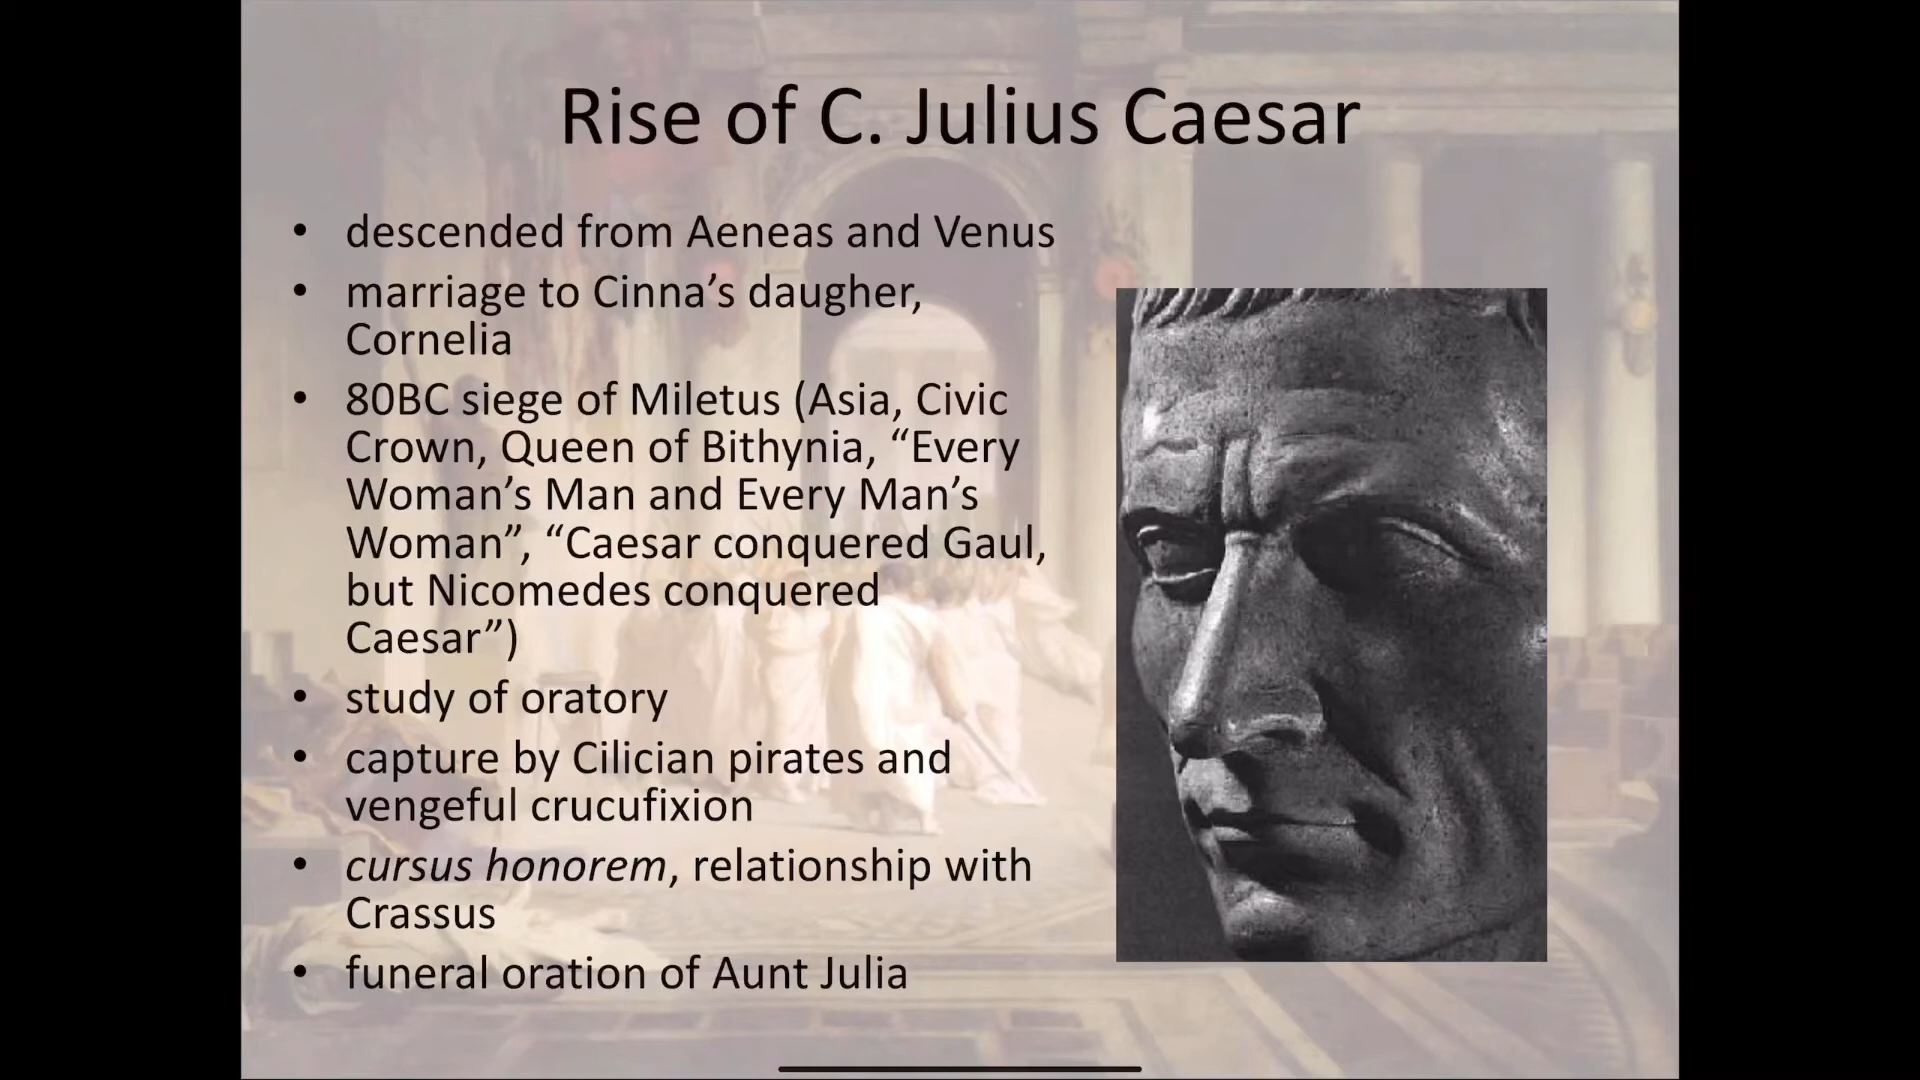 Rise of C. Julius Caesar
• descended from Aeneas and Venus
• marriage to Cinna’s daugher,
Cornelia
• 80BC siege of Miletus (Asia, Civic
Crown, Queen of Bithynia, “Every
Woman’s Man and Every Man’s
Woman”, “Caesar conquered Gaul,
but Nicomedes conquered
Caesar”)
• study of oratory
• capture by Cilician pirates and
vengeful crucufixion
• cursus honorem, relationship with
Crassus
• funeral oration of Aunt Julia